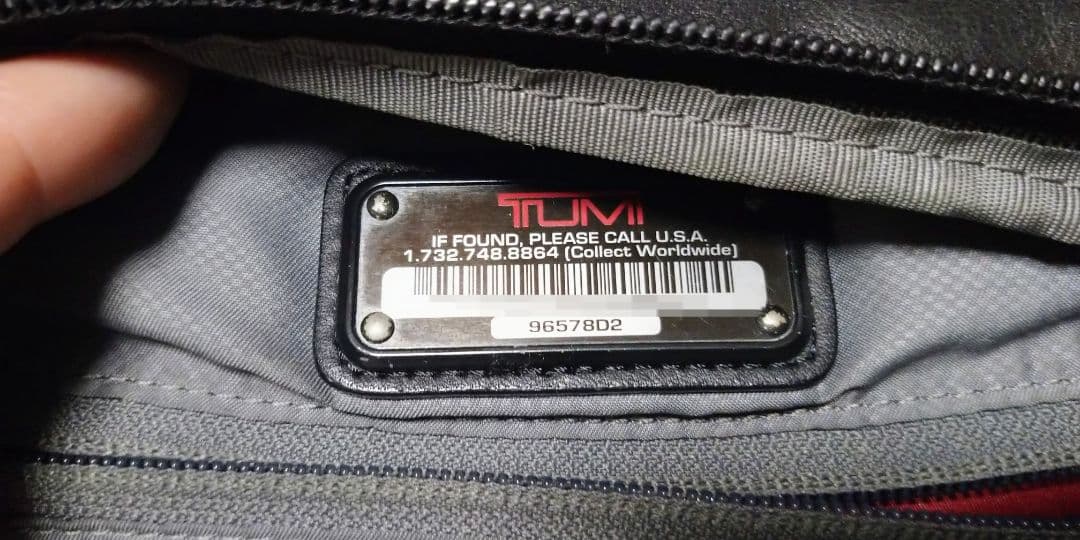 TUMI
IF FOUND, PLEASE CALL U.S.A.
1.732.748.8864 (Collect Worldwide)
96578D2